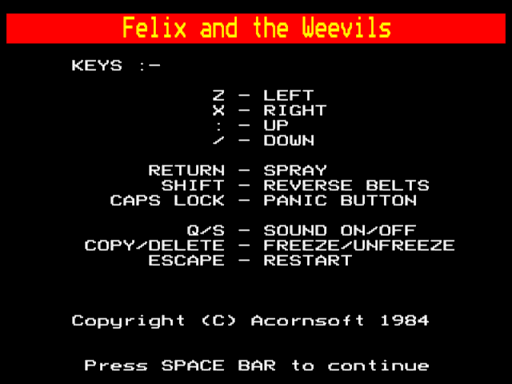 Felix and the Weevils
KEYS :-
Z - LEFT
X - RIGHT
: - UP
/ - DOWN
RETURN - SPRAY
SHIFT - REVERSE BELTS
CAPS LOCK - PANIC BUTTON
Q/S - SOUND ON/OFF
COPY/DELETE - FREEZE/UNFREEZE
ESCAPE - RESTART
Copyright (C) Acornsoft 1984
Press SPACE BAR to continue